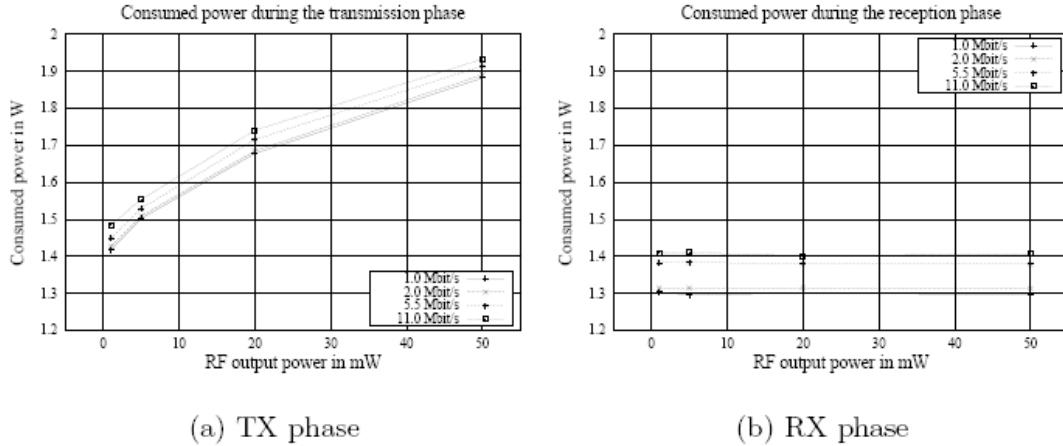 Consumed power during the transmission phase
2
1.9
1.8
1.7
1.6
1.5
1.4
1.3
1.2
Consumed power in W
1.0 Mbit/s
2.0 Mbit/s
5.5 Mbit/s
11.0 Mbit/s
0 10 20 30 40 50
RF output power in mW
(a) TX phase
Consumed power during the reception phase
2
1.9
1.8
1.7
1.6
1.5
1.4
1.3
1.2
Consumed power in W
1.0 Mbit/s
2.0 Mbit/s
5.5 Mbit/s
11.0 Mbit/s
0 10 20 30 40 50
RF output power in mW
(b) RX phase